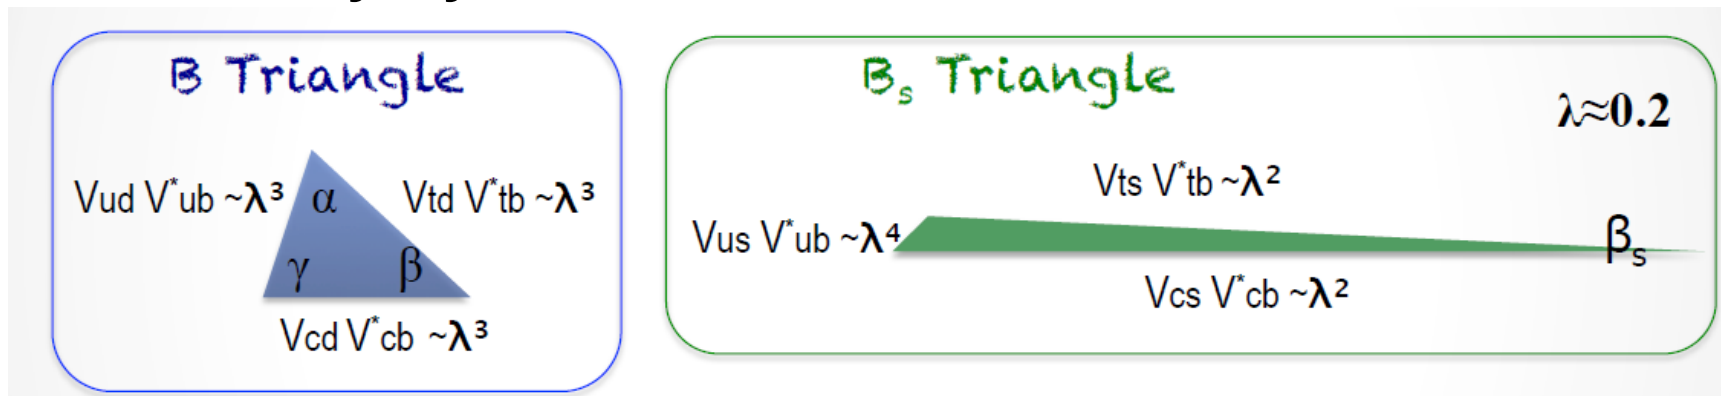 B Triangle
Vud V*ub ~λ³
α
Vtd V*tb ~λ³
γ
β
Vcd V*cb ~λ³
Bs Triangle
λ≈0.2
Vts V*tb ~λ²
Vus V*ub ~λ⁴
βs
Vcs V*cb ~λ²